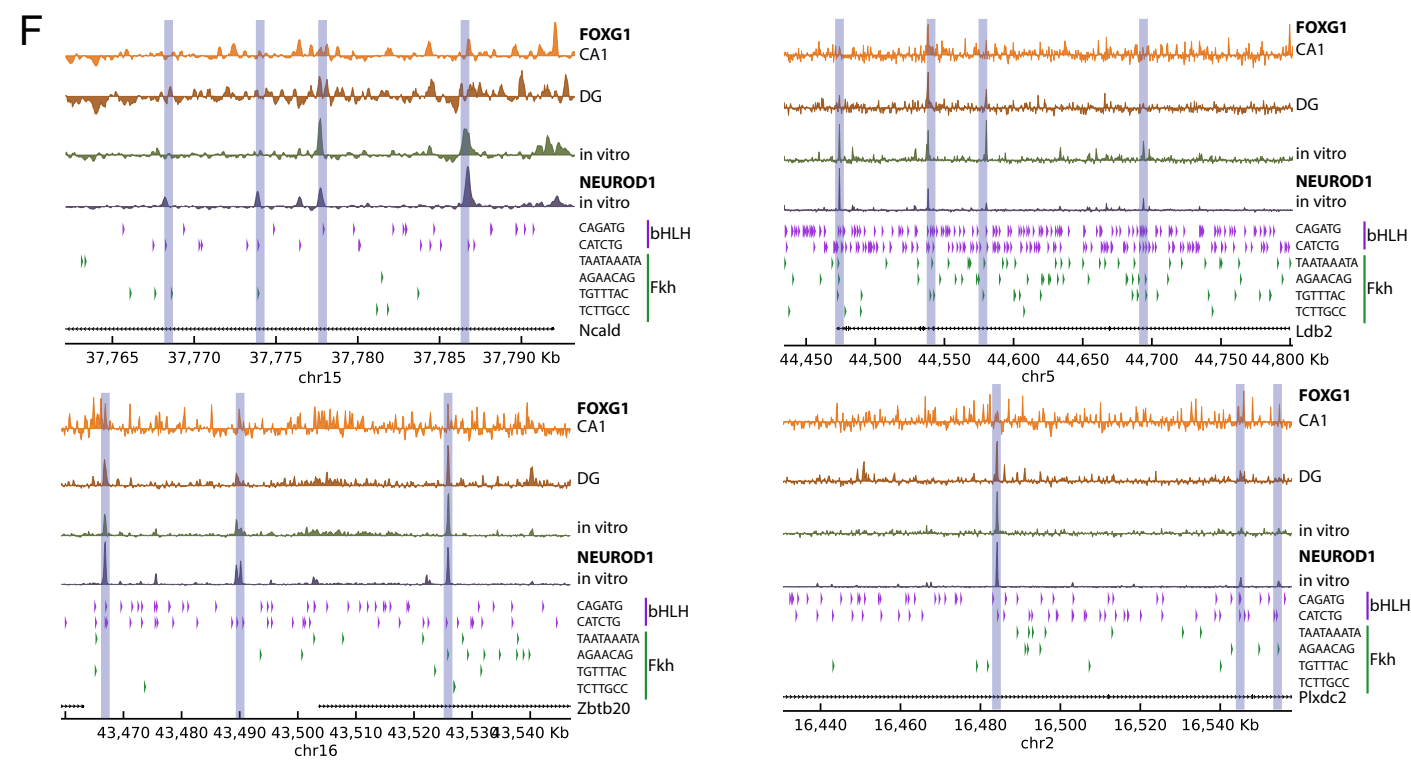 F
FOXG1
CA1
DG
in vitro
NEUROD1
in vitro
CAGATG
CATCTG
bHLH
TAATAAATA
AGAACAG
TGTTTAC
TCTTGCC
Fkh
Ncald
37,765 37,770 37,775 37,780 37,785 37,790 Kb
chr15
FOXG1
CA1
DG
in vitro
NEUROD1
in vitro
CAGATG
CATCTG
bHLH
TAATAAATA
AGAACAG
TGTTTAC
TCTTGCC
Fkh
Ldb2
44,450 44,500 44,550 44,600 44,650 44,700 44,750 44,800 Kb
chr5
FOXG1
CA1
DG
in vitro
NEUROD1
in vitro
CAGATG
CATCTG
bHLH
TAATAAATA
AGAACAG
TGTTTAC
TCTTGCC
Fkh
Zbtb20
43,470 43,480 43,490 43,500 43,510 43,520 43,530 43,540 Kb
chr16
FOXG1
CA1
DG
in vitro
NEUROD1
in vitro
CAGATG
CATCTG
bHLH
TAATAAATA
AGAACAG
TGTTTAC
TCTTGCC
Fkh
Plxdc2
16,440 16,460 16,480 16,500 16,520 16,540 Kb
chr2